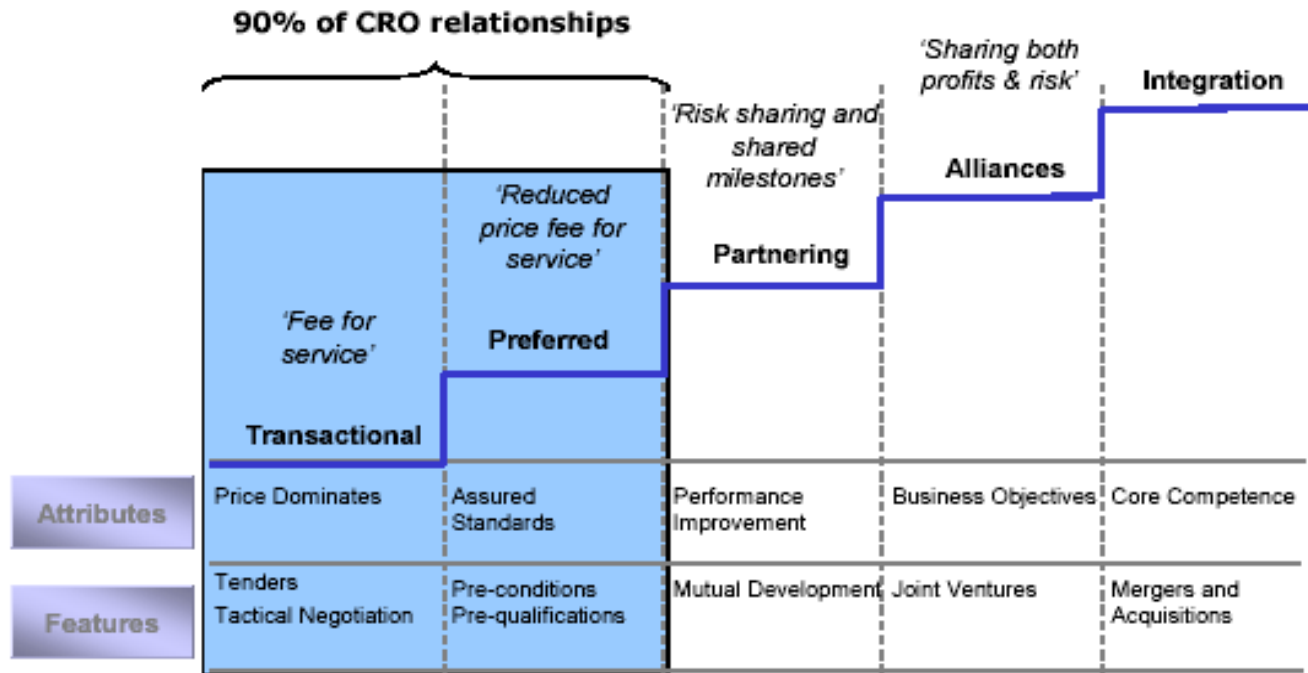 90% of CRO relationships
‘Sharing both
profits & risk’
Integration
‘Risk sharing and
shared
milestones’
Alliances
‘Reduced
price fee for
service’
Partnering
‘Fee for
service’
Preferred
Transactional
Attributes
Price Dominates
Assured
Standards
Performance
Improvement
Business Objectives
Core Competence
Features
Tenders
Tactical Negotiation
Pre-conditions
Pre-qualifications
Mutual Development
Joint Ventures
Mergers and
Acquisitions